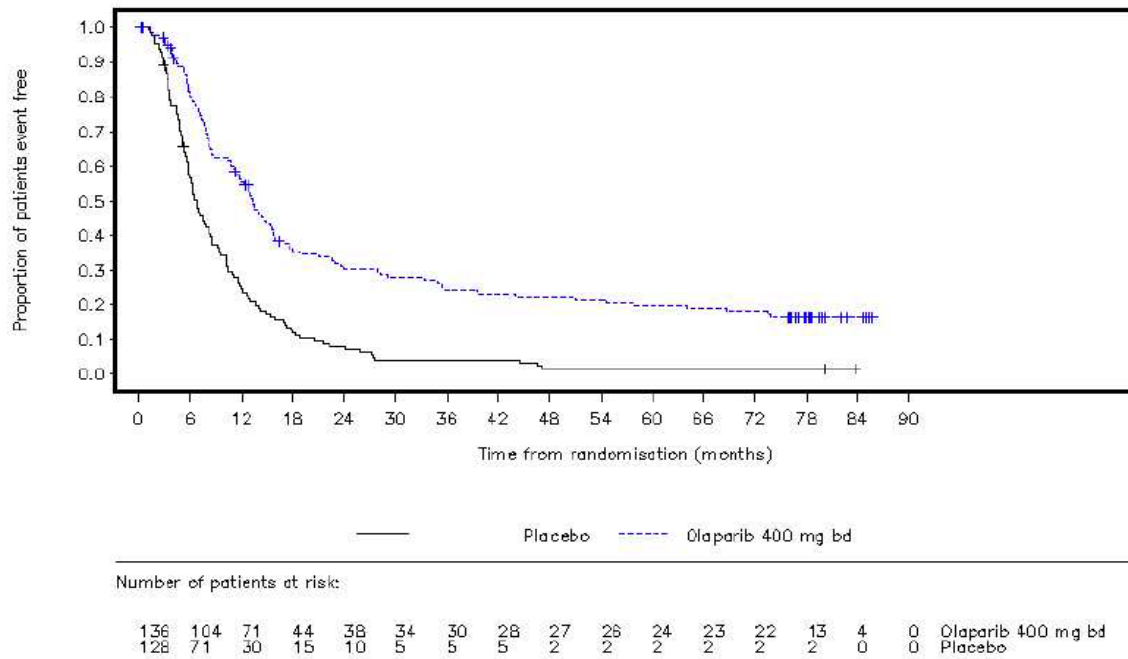 Proportion of patients event free
1.0
0.9
0.8
0.7
0.6
0.5
0.4
0.3
0.2
0.1
0.0
0 6 12 18 24 30 36 42 48 54 60 66 72 78 84 90
Time from randomisation (months)
Placebo Olaparib 400 mg bd
Number of patients at risk:
136 104 71 44 38 34 30 28 27 26 24 23 22 13 4 0 Olaparib 400 mg bd
128 71 30 15 10 5 5 5 2 2 2 2 2 2 0 0 Placebo